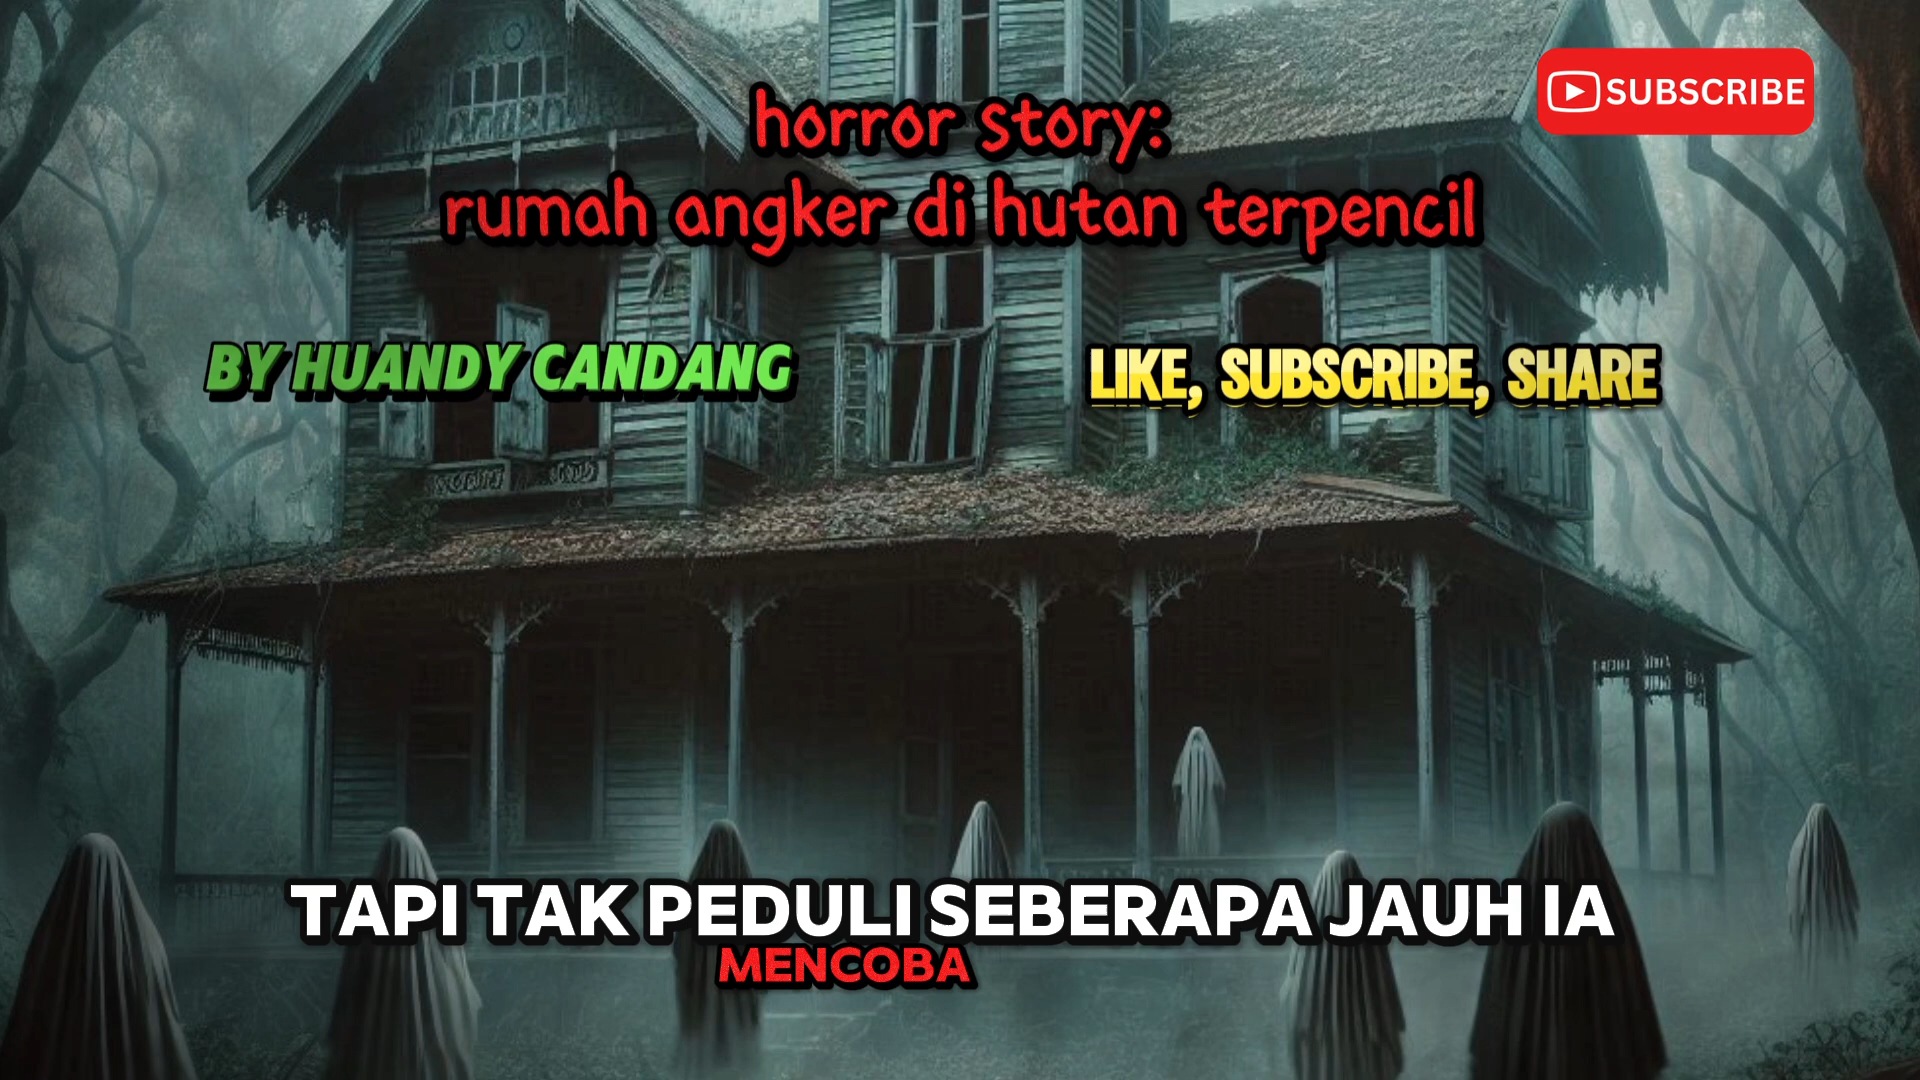 SUBSCRIBE
horror story:
rumah angker di hutan terpencil
BY HUANDY CANDANG
LIKE, SUBSCRIBE, SHARE
TAPI TAK PEDULI SEBERAPA JAUH IA
MENCOBA